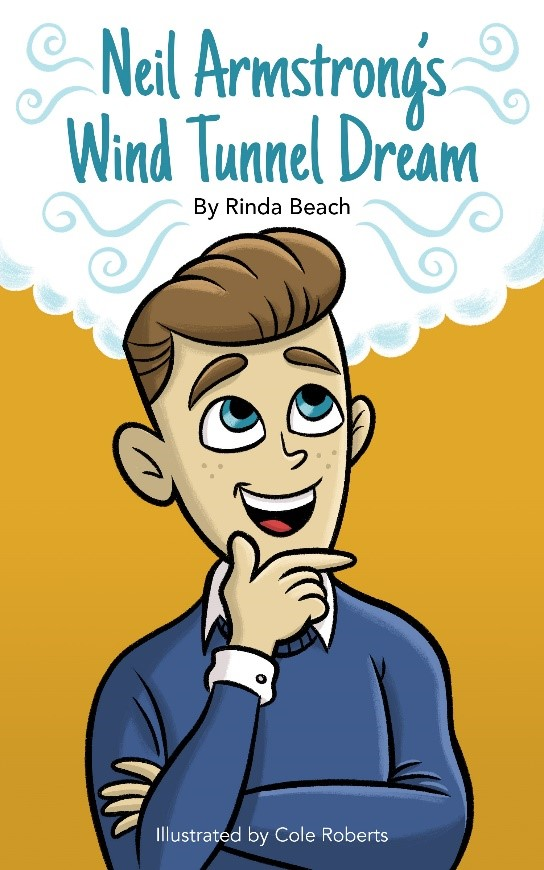 Neil Armstrong's
Wind Tunnel Dream
By Rinda Beach
Illustrated by Cole Roberts